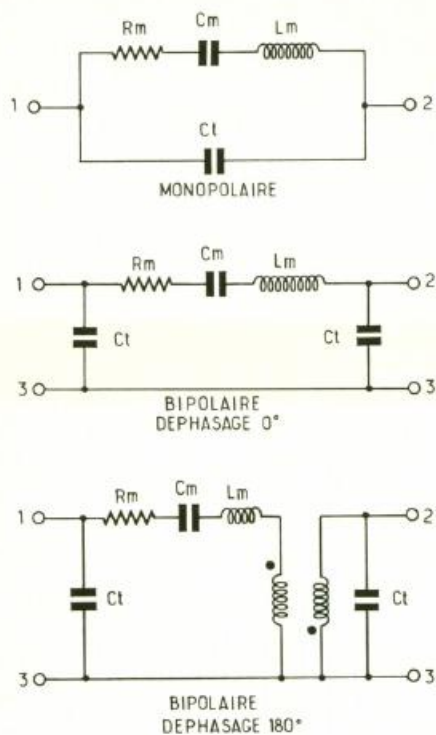 Rm
Cm
Lm
1
2
Ct
MONOPOLAIRE
Cm
1
Rm
Lm
2
Ct
Ct
3
3
BIPOLAIRE
DEPHASAGE 0°
Cm
Lm
1
Rm
2
Ct
Ct
3
3
BIPOLAIRE
DEPHASAGE 180°